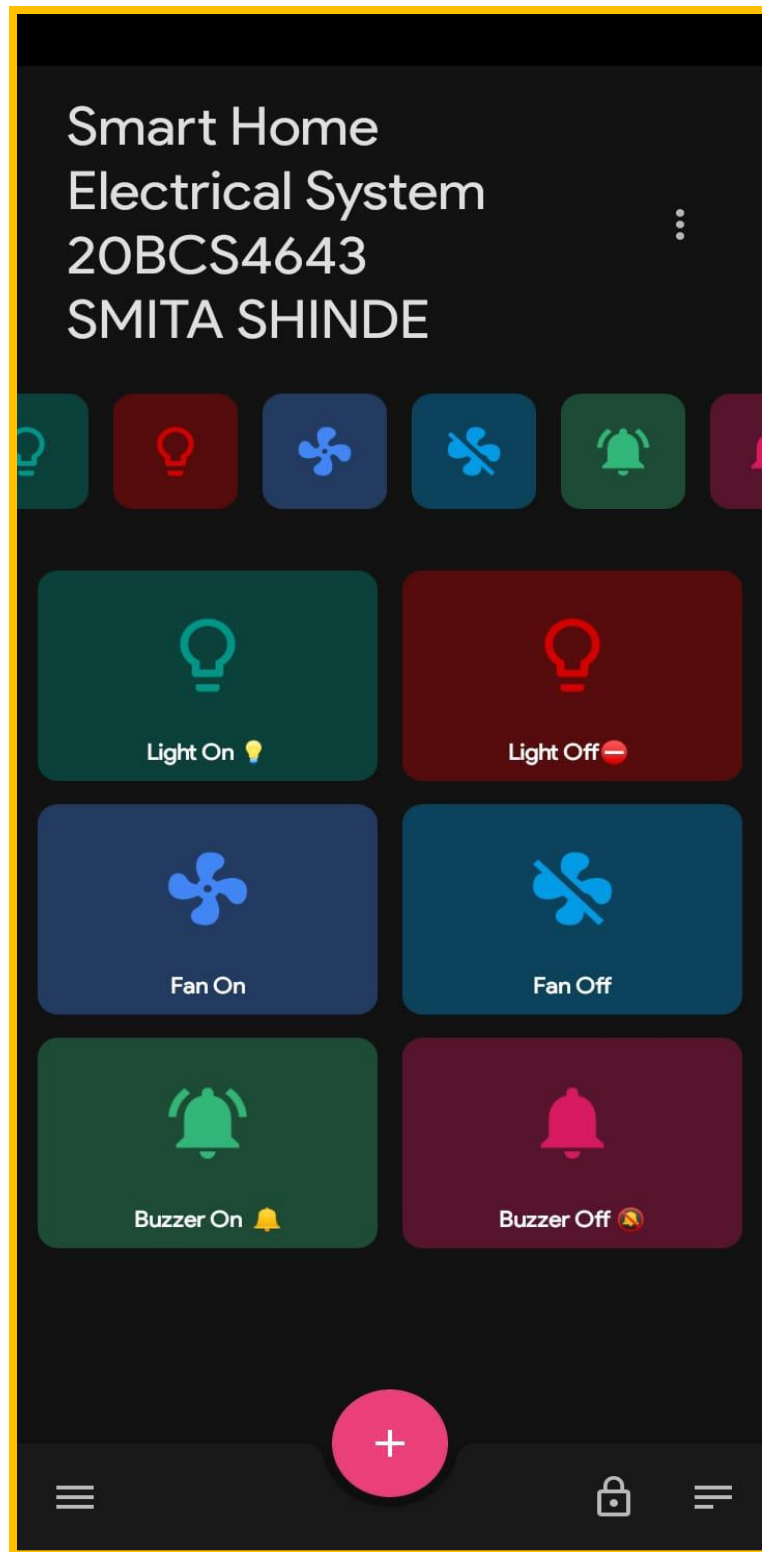 Smart Home
Electrical System
20BCS4643
SMITA SHINDE
Light On 💡
Light Off⛔
Fan On
Fan Off
Buzzer On 🔔
Buzzer Off 🔕